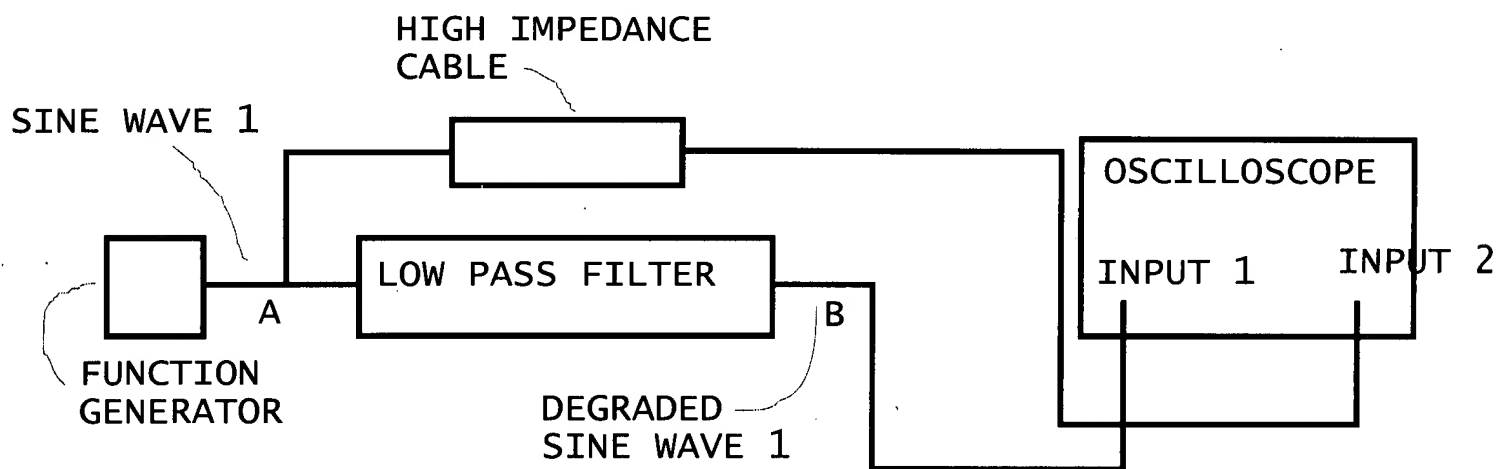 HIGH IMPEDANCE
CABLE
SINE WAVE 1
OSCILLOSCOPE
LOW PASS FILTER
INPUT 1
INPUT 2
A
B
FUNCTION
GENERATOR
DEGRADED
SINE WAVE 1